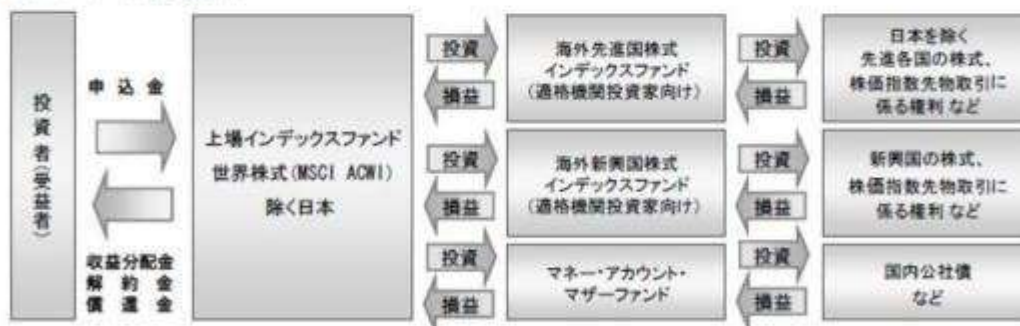 投資者(受益者)
申込金
収益分配金
解約金
償還金
上場インデックスファンド
世界株式(MSCI ACWI)
除く日本
投資
損益
海外先進国株式
インデックスファンド
(適格機関投資家向け)
投資
損益
日本を除く
先進各国の株式、
株価指数先物取引に
係る権利 など
投資
損益
海外新興国株式
インデックスファンド
(適格機関投資家向け)
投資
損益
新興国の株式、
株価指数先物取引に
係る権利 など
投資
損益
マネー・アカウント・
マザーファンド
投資
損益
国内公社債
など